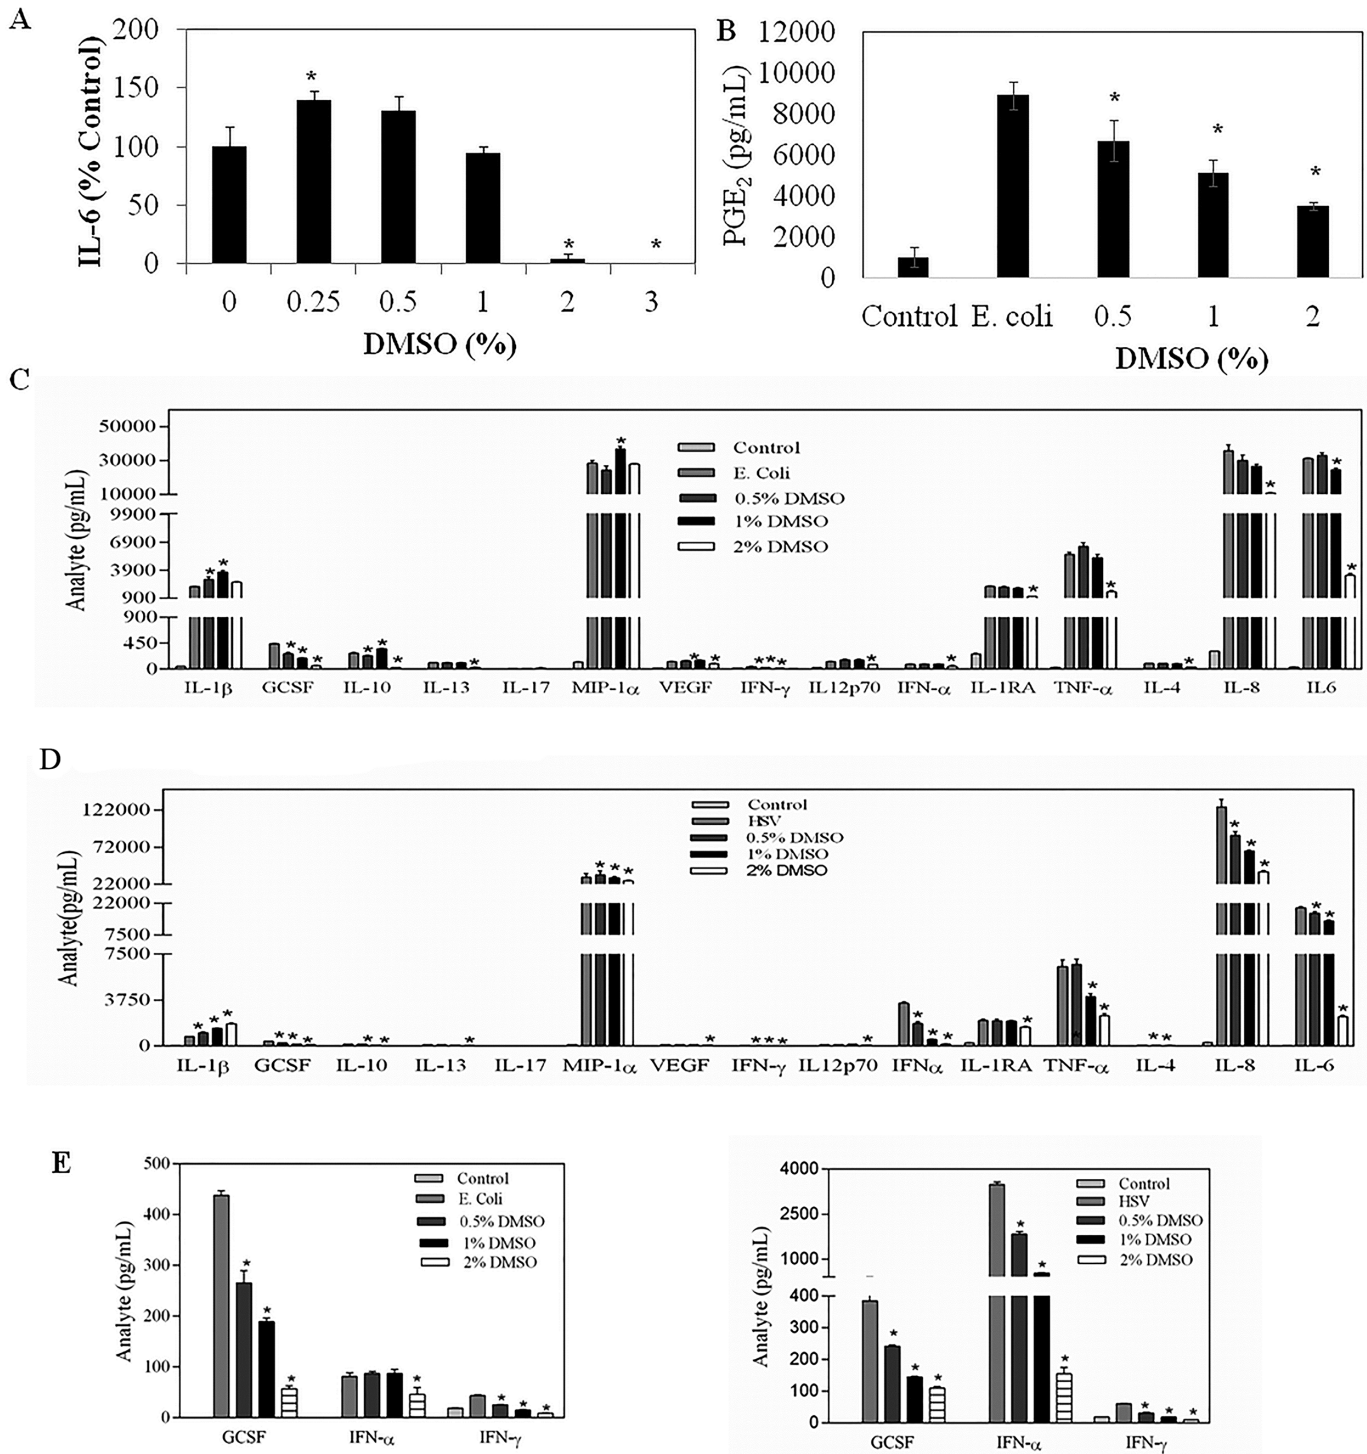 A
IL-6 (% Control)
200
150
100
50
0
*
*
*
0 0.25 0.5 1 2 3
DMSO (%)
B
PGE2 (pg/mL)
12000
10000
8000
6000
4000
2000
0
*
*
*
Control E. coli 0.5 1 2
DMSO (%)
C
Analyte (pg/mL)
50000
30000
10000
9900
6900
3900
900
900
450
0
Control
E. Coli
0.5% DMSO
1% DMSO
2% DMSO
IL-1β GCSF IL-10 IL-13 IL-17 MIP-1α VEGF IFN-γ IL12p70 IFN-α IL-1RA TNF-α IL-4 IL-8 IL6
D
Analyte(pg/mL)
122000
72000
22000
22000
7500
7500
3750
0
Control
HSV
0.5% DMSO
1% DMSO
2% DMSO
IL-1β GCSF IL-10 IL-13 IL-17 MIP-1α VEGF IFN-γ IL12p70 IFNα IL-1RA TNF-α IL-4 IL-8 IL-6
E
Analyte (pg/mL)
500
400
300
200
100
0
Control
E. Coli
0.5% DMSO
1% DMSO
2% DMSO
GCSF IFN-α IFN-γ
Analyte (pg/mL)
4000
2500
1000
400
300
200
100
0
Control
HSV
0.5% DMSO
1% DMSO
2% DMSO
GCSF IFN-α IFN-γ